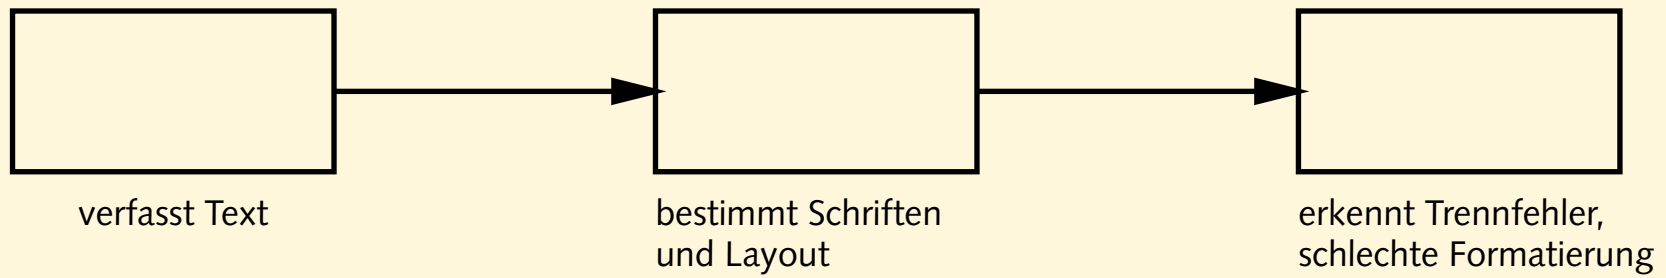 verfasst Text
bestimmt Schriften
und Layout
erkennt Trennfehler,
schlechte Formatierung